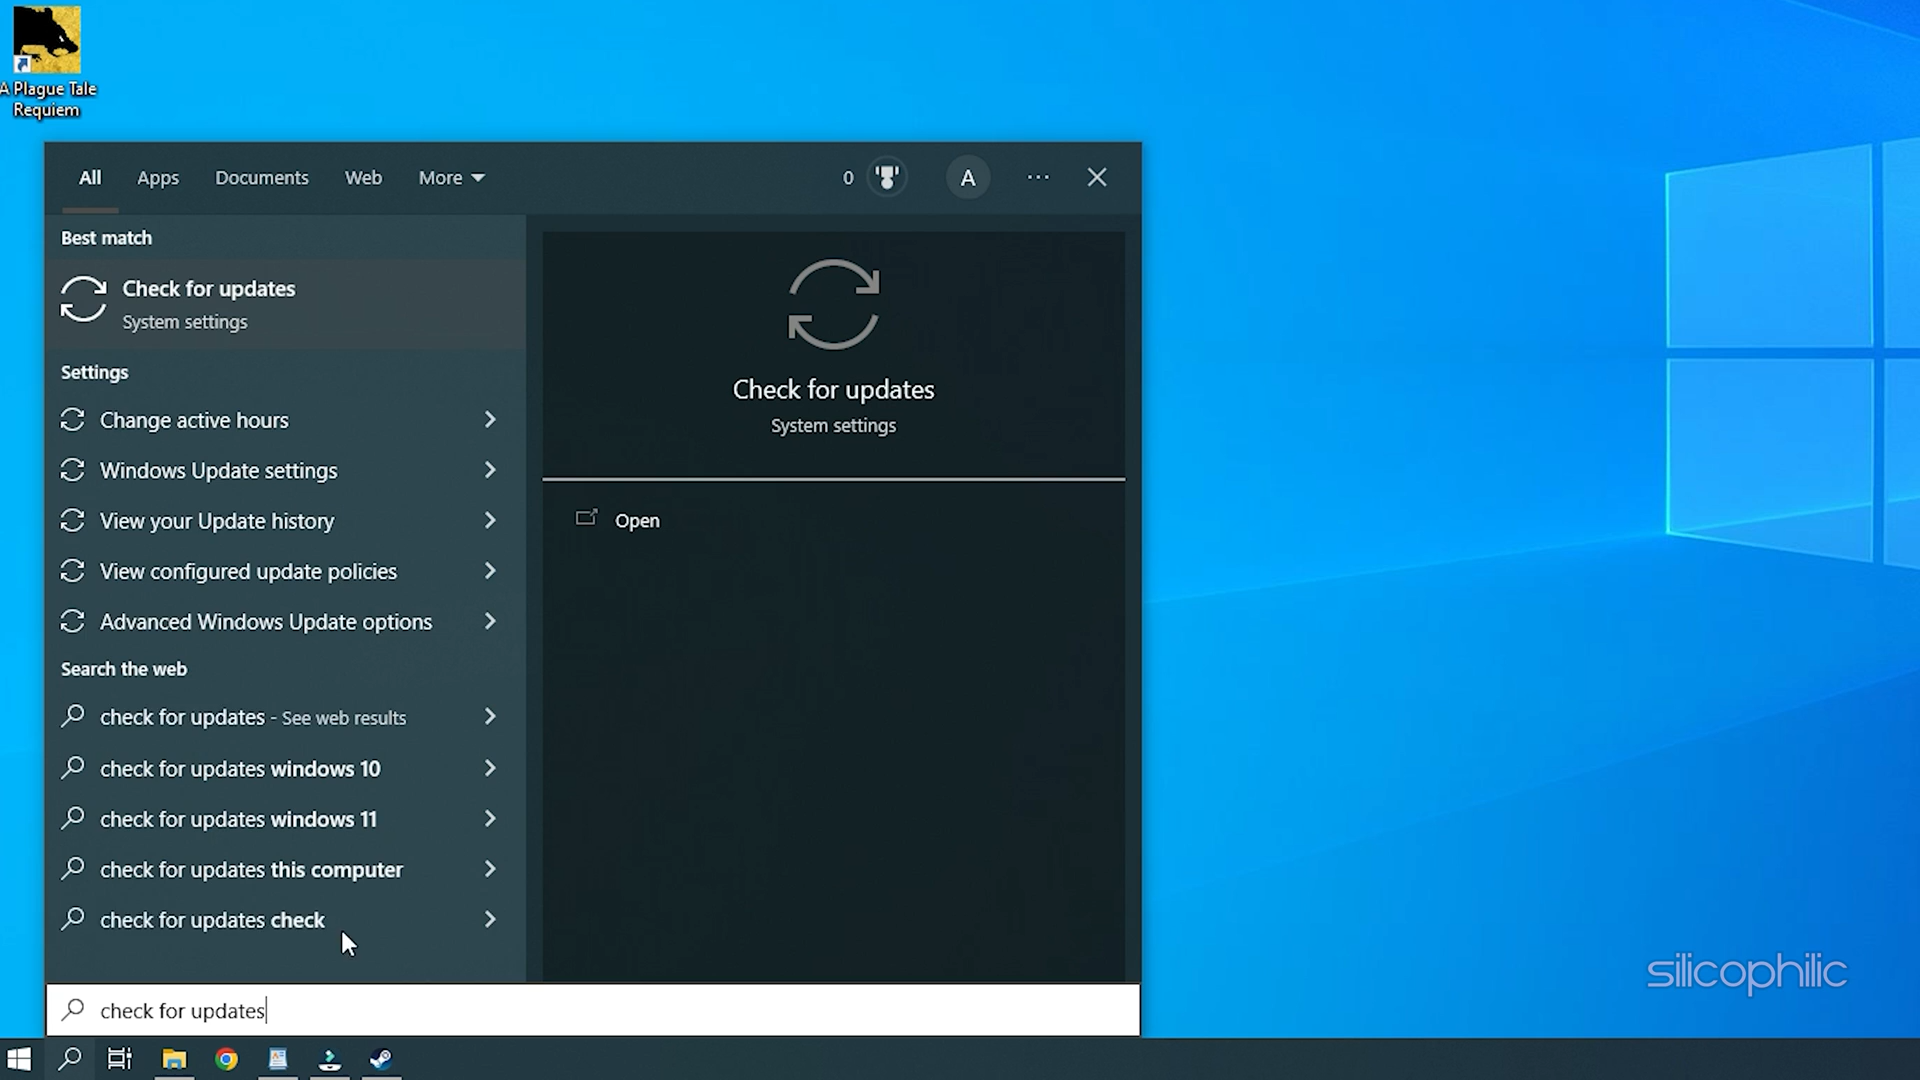 A Plague Tale
Requiem
All Apps Documents Web More 0 A
Best match
Check for updates
System settings
Settings
Change active hours
Windows Update settings
View your Update history
View configured update policies
Advanced Windows Update options
Search the web
check for updates - See web results
check for updates windows 10
check for updates windows 11
check for updates this computer
check for updates check
Check for updates
System settings
Open
check for updates
silicophilic